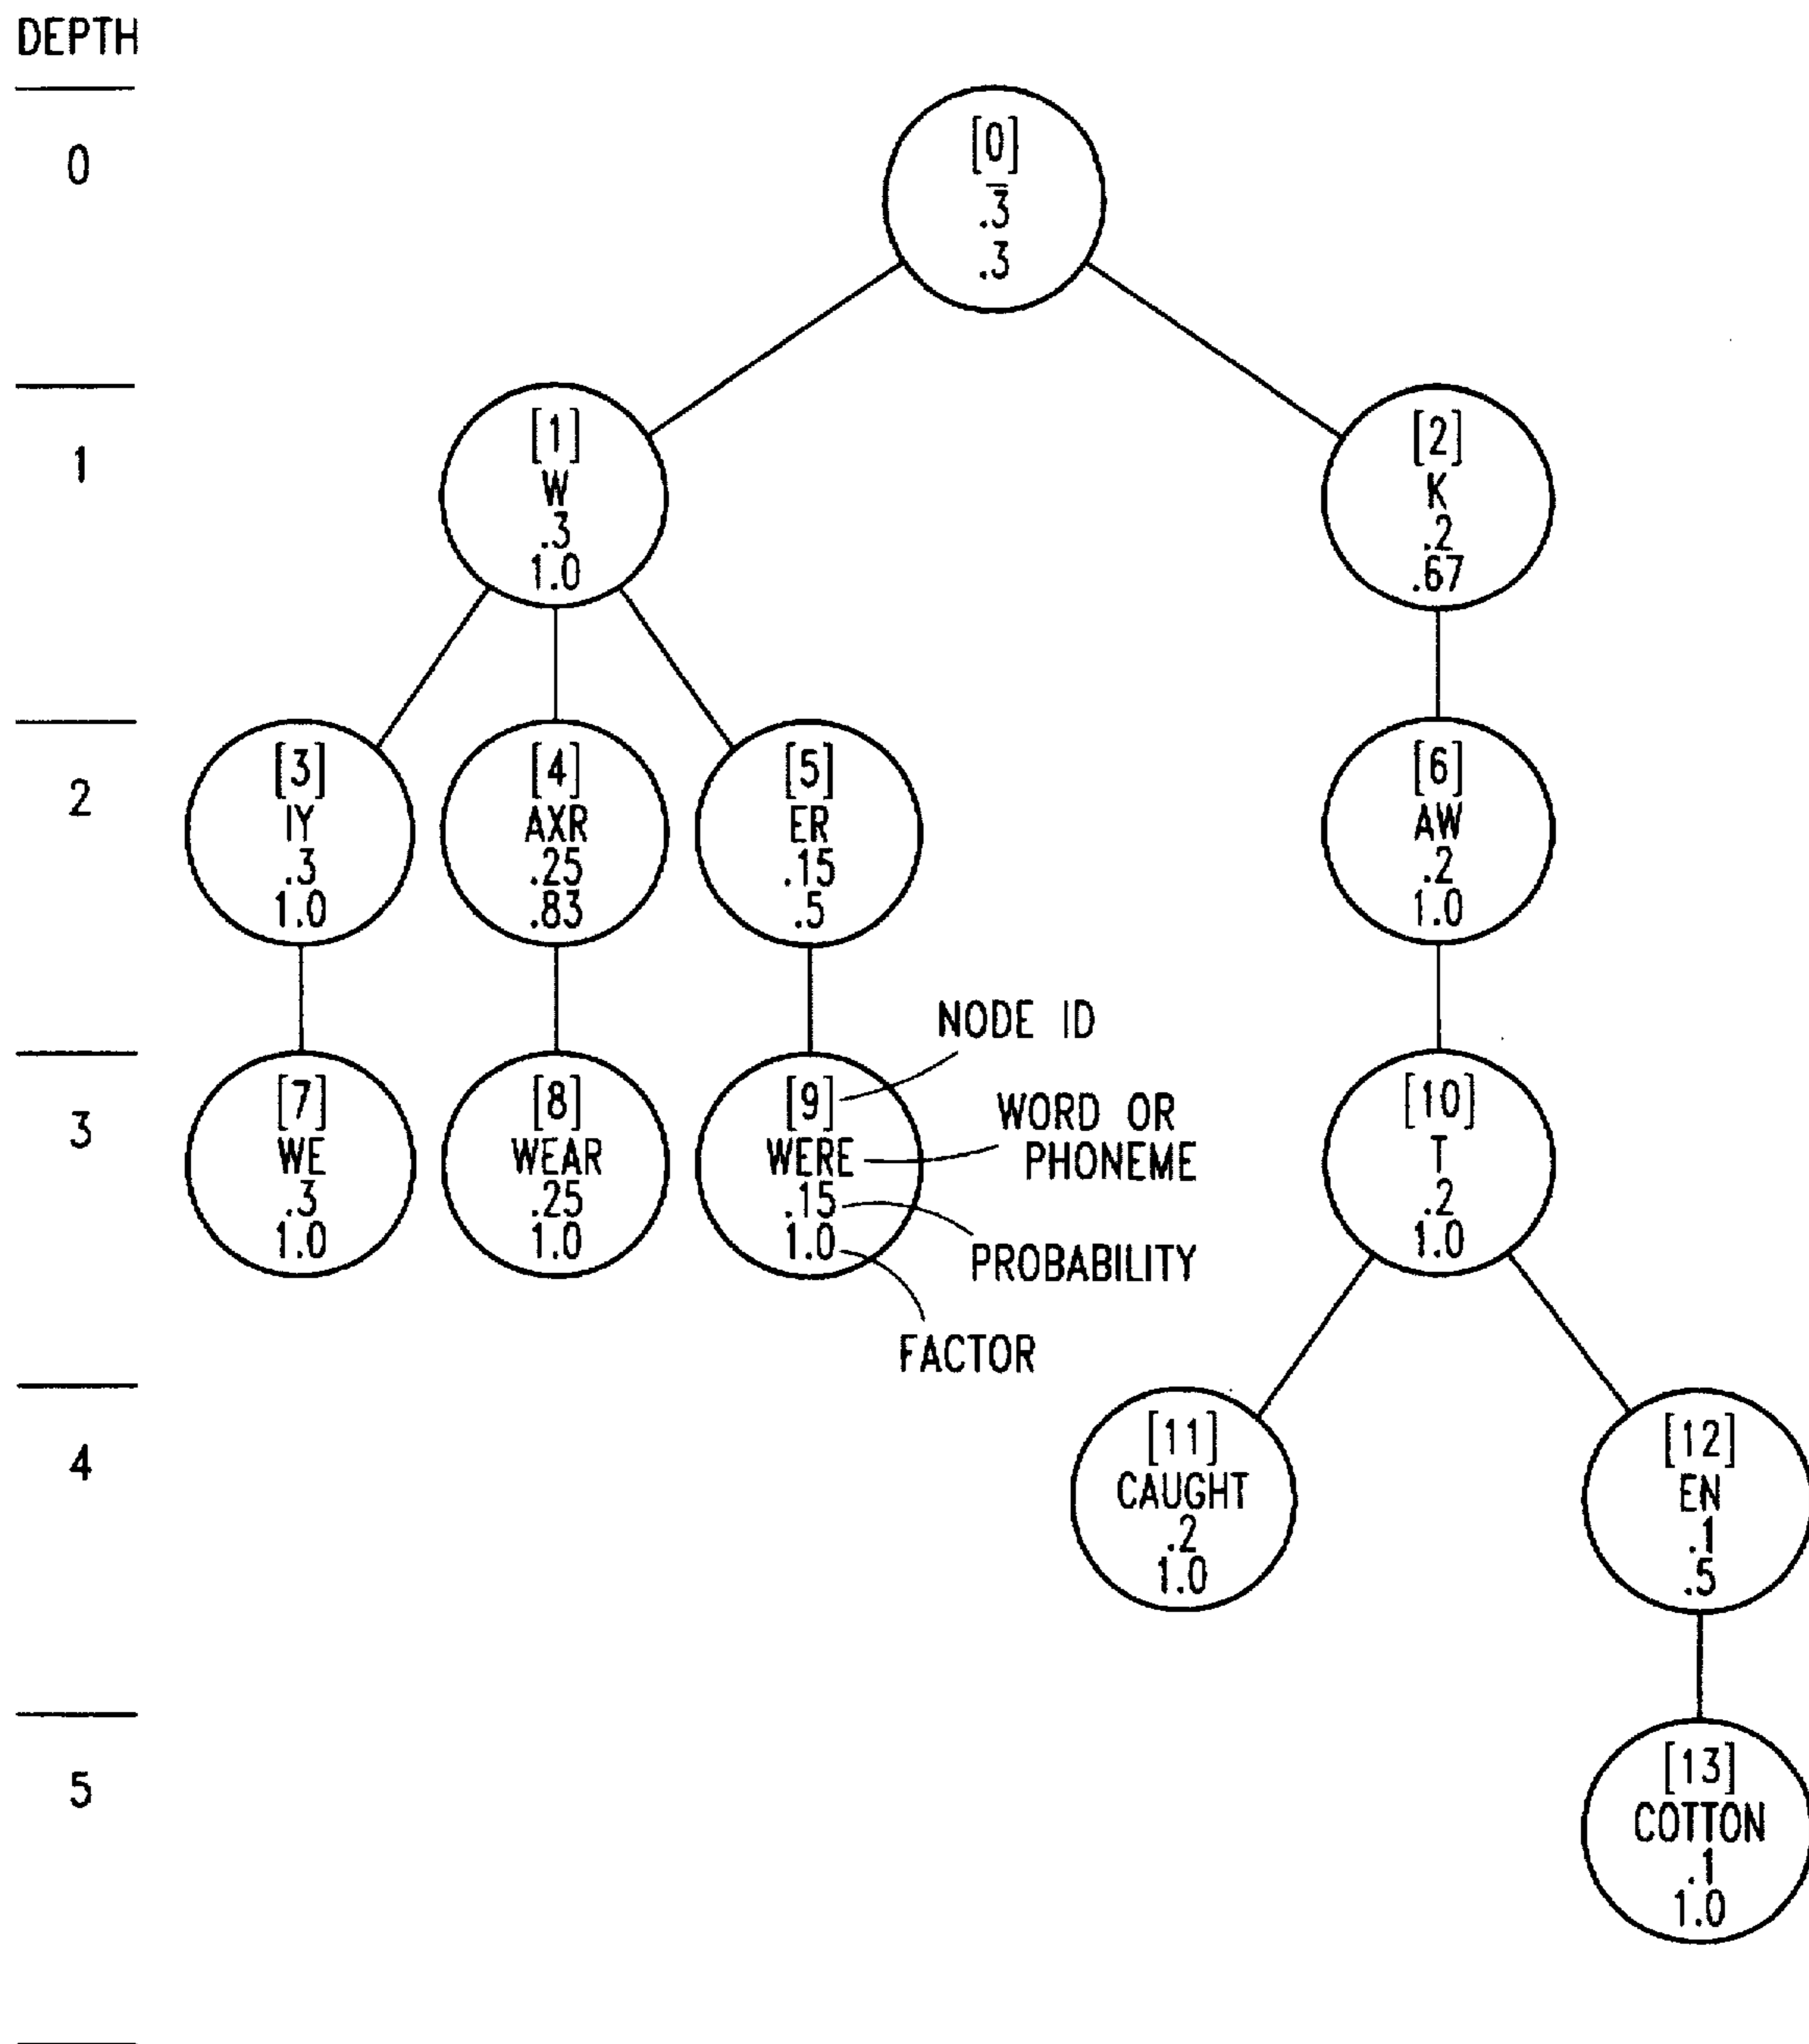 DEPTH
0
[0]
–
.3
.3
1
[1]
W
.3
1.0
[2]
K
.2
.67
2
[3]
IY
.3
1.0
[4]
AXR
.25
.83
[5]
ER
.15
.5
[6]
AW
.2
1.0
3
[7]
WE
.3
1.0
[8]
WEAR
.25
1.0
[9]
WERE
.15
1.0
NODE ID
WORD OR
PHONEME
PROBABILITY
FACTOR
[10]
T
.2
1.0
4
[11]
CAUGHT
.2
1.0
[12]
EN
.1
.5
5
[13]
COTTON
.1
1.0